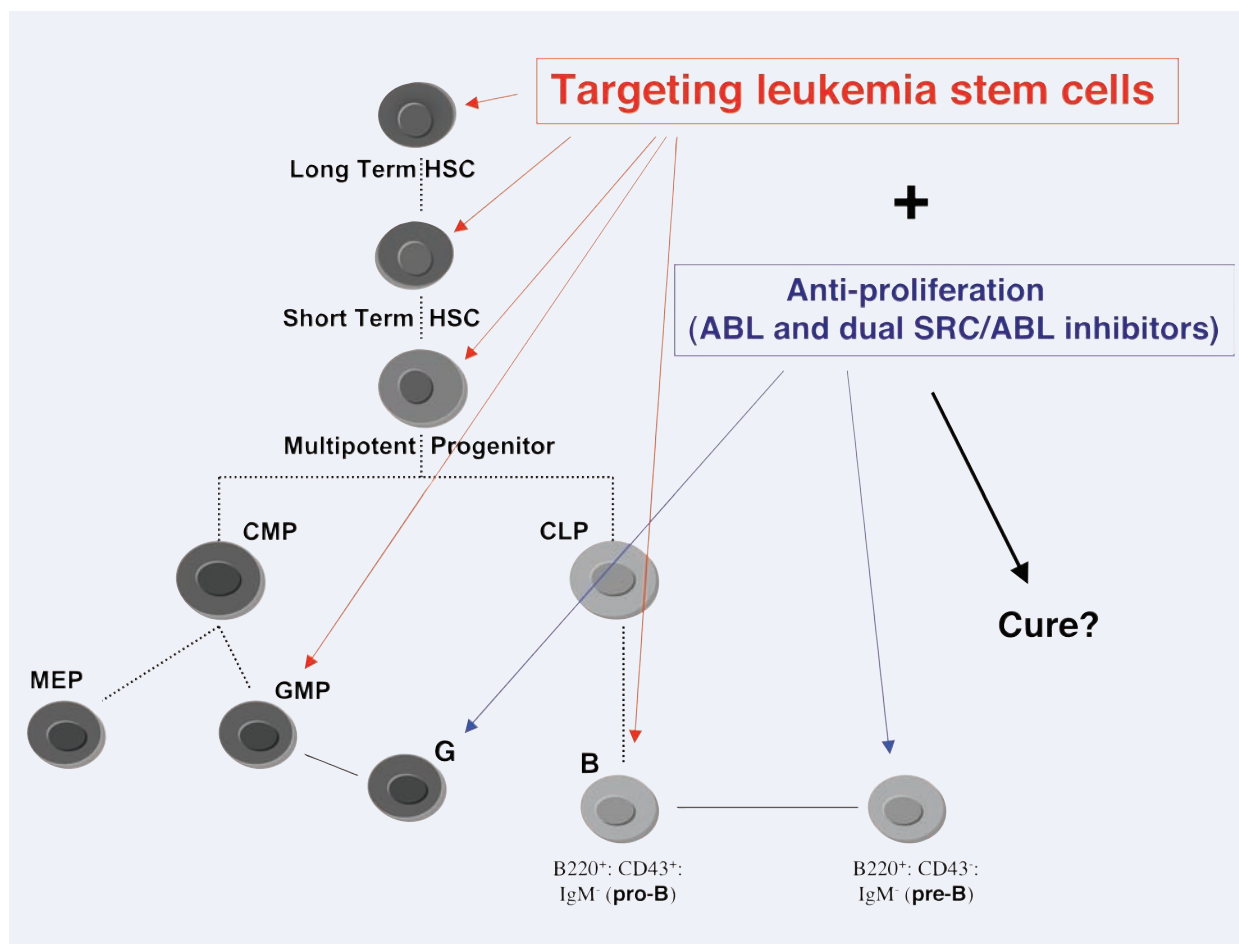 Targeting leukemia stem cells
Long Term HSC
+
Short Term HSC
Anti-proliferation
(ABL and dual SRC/ABL inhibitors)
Multipotent Progenitor
CMP
CLP
Cure?
MEP
GMP
G
B
B220⁺: CD43⁺:
IgM⁻ (pro-B)
B220⁺: CD43⁻:
IgM⁻ (pre-B)